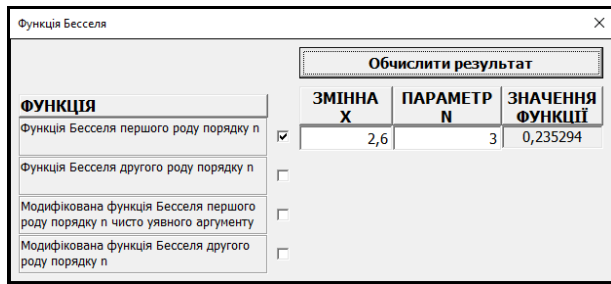 Функція Бесселя
Обчислити результат
ФУНКЦІЯ
ЗМІННА
X
ПАРАМЕТР
N
ЗНАЧЕННЯ
ФУНКЦІЇ
Функція Бесселя першого роду порядку n
2,6
3
0,235294
Функція Бесселя другого роду порядку n
Модифікована функція Бесселя першого
роду порядку n чисто уявного аргументу
Модифікована функція Бесселя другого
роду порядку n